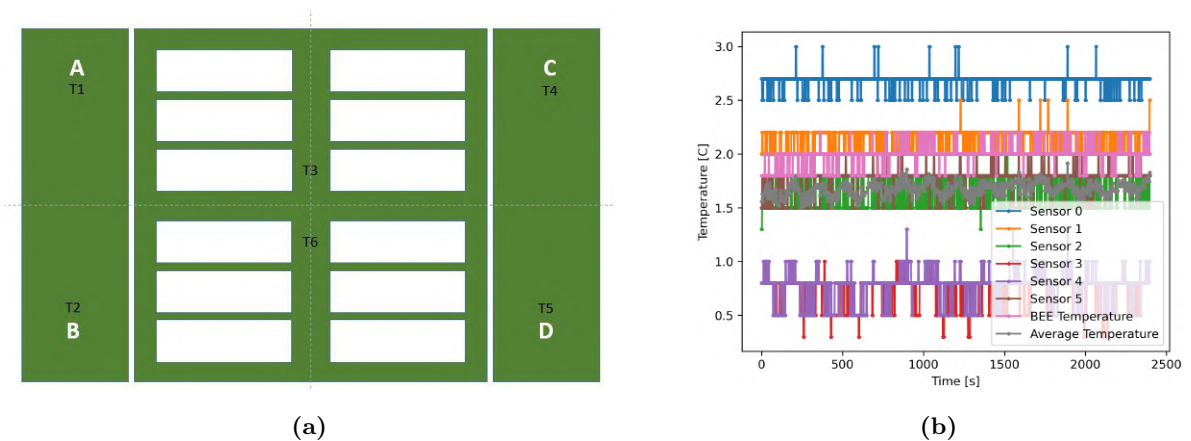 A
C
T1
T4
T3
T6
T2
T5
B
D
(a)
Temperature [C]
3.0
2.5
2.0
1.5
1.0
0.5
Sensor 0
Sensor 1
Sensor 2
Sensor 3
Sensor 4
Sensor 5
BEE Temperature
Average Temperature
0
500
1000
1500
2000
2500
Time [s]
(b)